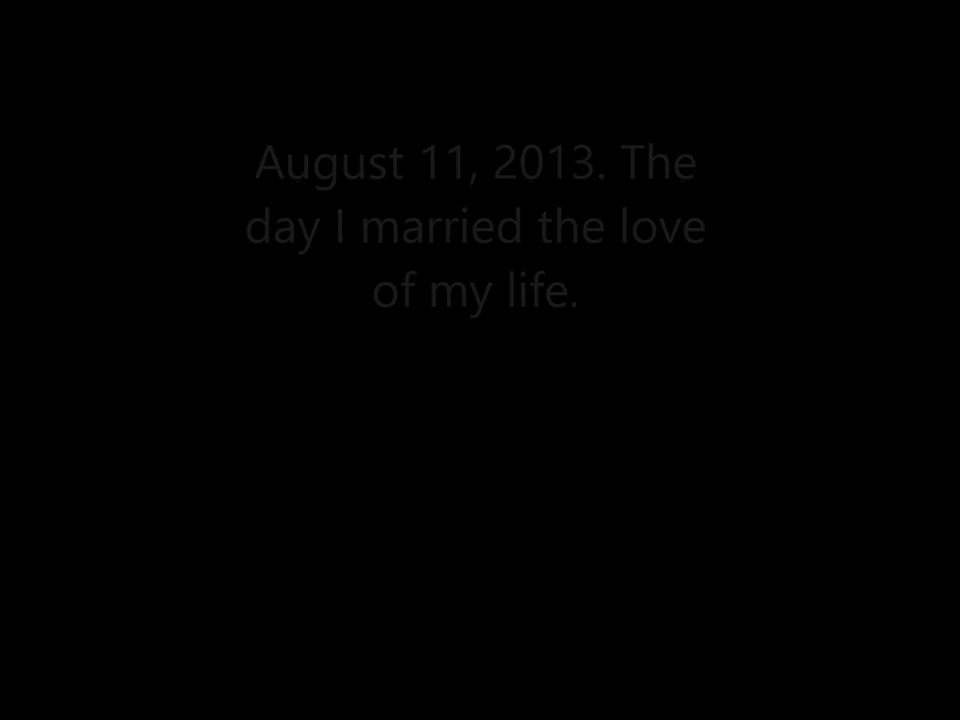 August 11, 2013. The
day I married the love
of my life.